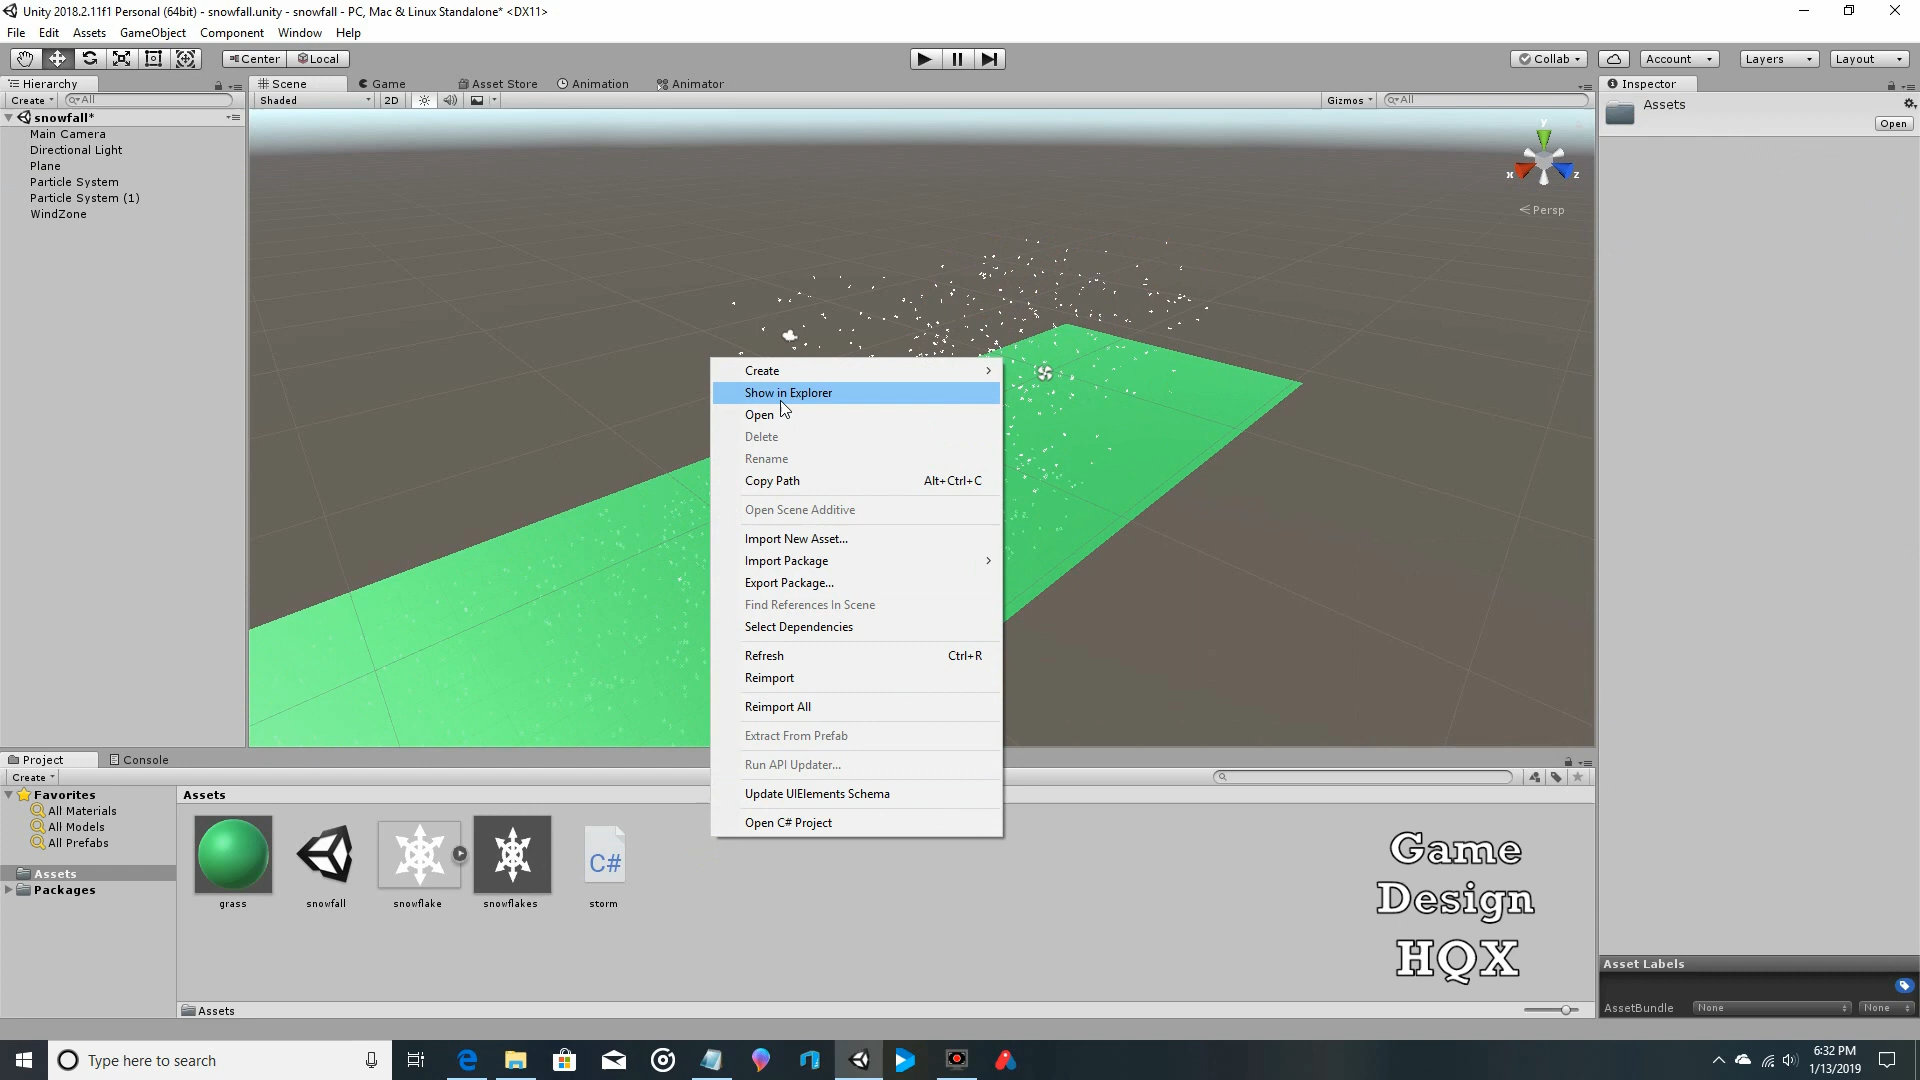 Unity 2018.2.11f1 Personal (64bit) - snowfall.unity - snowfall - PC, Mac & Linux Standalone* <DX11>
File Edit Assets GameObject Component Window Help
Center Local Collab Account Layers Layout
Hierarchy
Create All
snowfall*
Main Camera
Directional Light
Plane
Particle System
Particle System (1)
WindZone
Scene Game Asset Store Animation Animator
Shaded 2D Gizmos All
y
x z
Persp
Inspector
Assets
Open
Create
Show in Explorer
Open
Delete
Rename
Copy Path Alt+Ctrl+C
Open Scene Additive
Import New Asset...
Import Package
Export Package...
Find References In Scene
Select Dependencies
Refresh Ctrl+R
Reimport
Reimport All
Extract From Prefab
Run API Updater...
Update UIElements Schema
Open C# Project
Project Console
Create
Favorites
All Materials
All Models
All Prefabs
Assets
Packages
Assets
C#
grass snowfall snowflake snowflakes storm
Assets
Game
Design
HQX
Asset Labels
AssetBundle None None
Type here to search
6:32 PM
1/13/2019